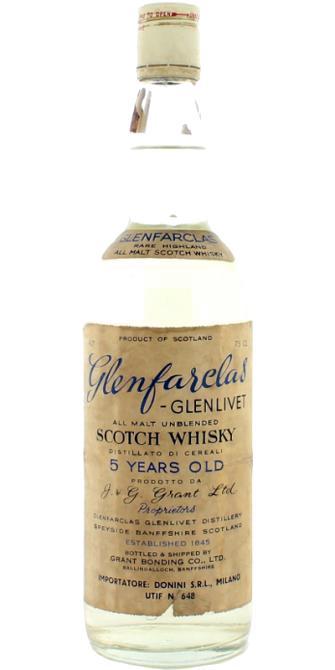 TO OPEN
GLENFARCLAS
RARE HIGHLAND
ALL MALT SCOTCH WHISKY
PRODUCT OF SCOTLAND
75 CL
Glenfarclas
-GLENLIVET
ALL MALT UNBLENDED
SCOTCH WHISKY
DISTILLATO DI CEREALI
5 YEARS OLD
PRODOTTO DA
J. & G. Grant Ltd
Proprietors
GLENFARCLAS GLENLIVET DISTILLERY
SPEYSIDE BANFFSHIRE SCOTLAND
ESTABLISHED 1845
BOTTLED & SHIPPED BY
GRANT BONDING CO., LTD.
BALLINDALLOCH, BANFFSHIRE
IMPORTATORE: DONINI S.R.L., MILANO
UTIF N° 648